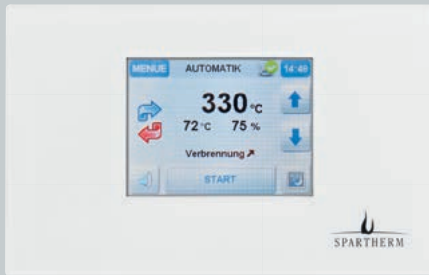 MENUE AUTOMATIK 14:48
330 °C
72 °C 75 %
Verbrennung ↗
START
SPARTHERM